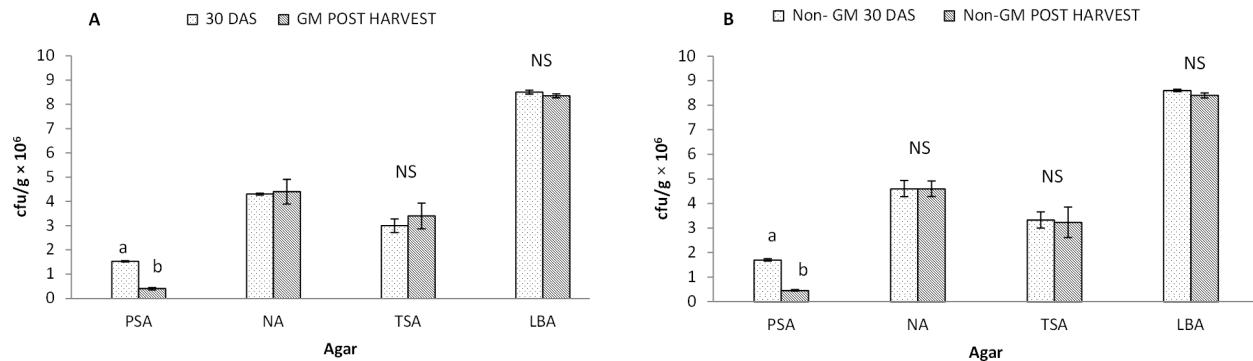 A
30 DAS GM POST HARVEST
10
9
8
7
6
5
4
3
2
1
0
cfu/g × 10⁶
a
b
NS
NS
PSA NA TSA LBA
Agar
B
Non- GM 30 DAS Non-GM POST HARVEST
10
9
8
7
6
5
4
3
2
1
0
cfu/g × 10⁶
a
b
NS
NS
NS
PSA NA TSA LBA
Agar